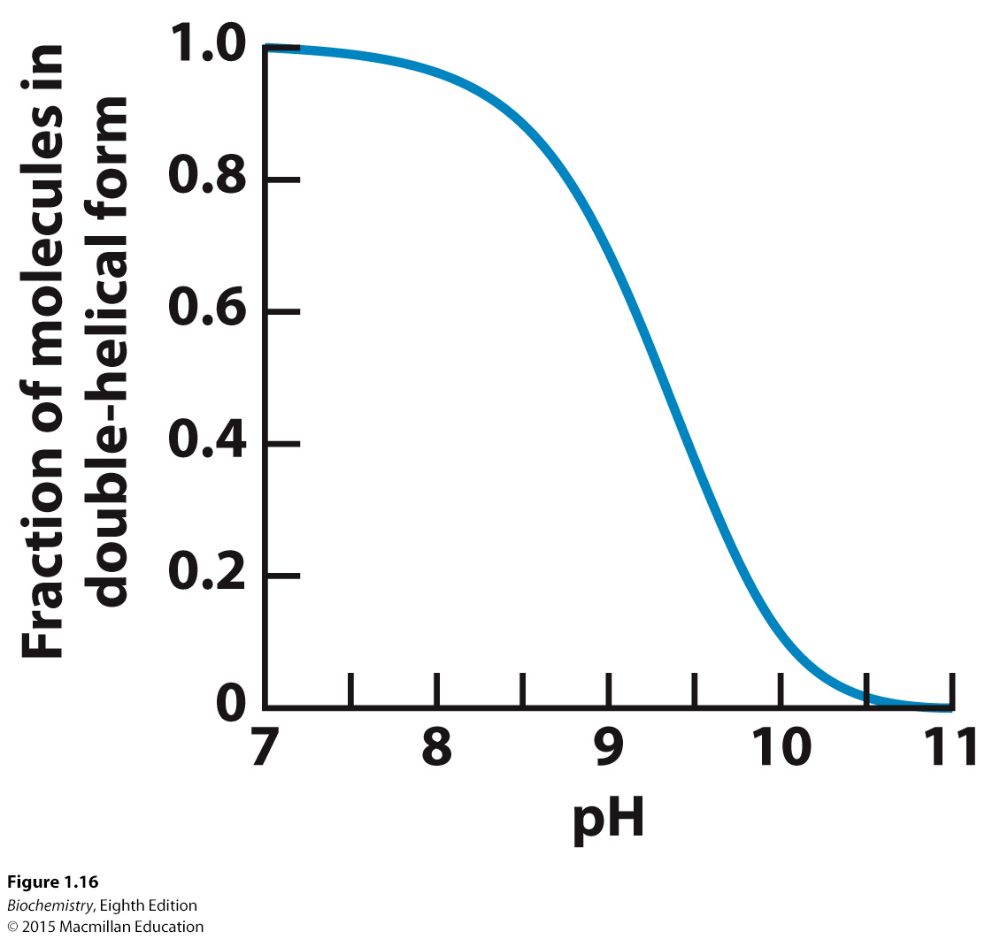 Fraction of molecules in
double-helical form
1.0
0.8
0.6
0.4
0.2
0
7 8 9 10 11
pH
Figure 1.16
Biochemistry, Eighth Edition
© 2015 Macmillan Education